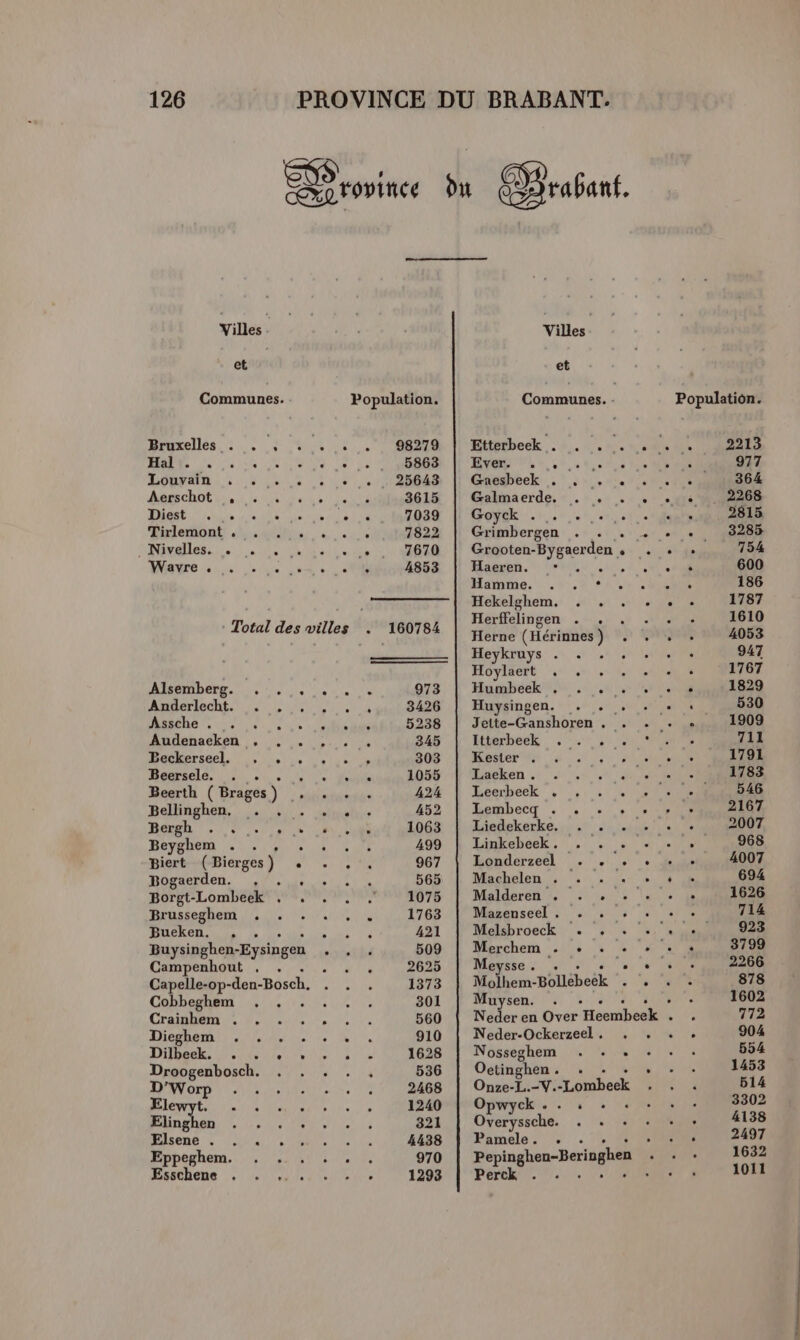 126 PROVINCE DU BRABANT.
Province du Brabant.
Villes
et
Communes. Population.
Bruxelles . . . . . . . 98279
Hal . . . . . . . . . 5863
Louvain . . . . . . . . 25643
Aerschot . . . . . . . 3615
Diest . . . . . . . . 7039
Tirlemont . . . . . . . 7822
Nivelles. . . . . . . . 7670
Wavre . . . . . . . . 4853
Total des villes . 160784
Alsemberg. . . . . . . . 973
Anderlecht. . . . . . . 3426
Assche . . . . . . . . 5238
Audenaeken . . . . . . 345
Beckerseel. . . . . . . 303
Beersele. . . . . . . . 1055
Beerth (Brages) . . . . . 424
Bellinghen. . . . . . . 452
Bergh . . . . . . . . 1063
Beyghem . . . . . . . 499
Biert (Bierges) . . . . 967
Bogaerden. . . . . . . 565
Borgt-Lombeek . . . . . 1075
Brusseghem . . . . . . 1763
Bueken. . . . . . . . 421
Buysinghen-Eysingen . . . 509
Campenhout . . . . . . 2625
Capelle-op-den-Bosch. . . . 1373
Cobbeghem . . . . . . 301
Crainhem . . . . . . . 560
Dieghem . . . . . . . 910
Dilbeek. . . . . . . . 1628
Droogenbosch. . . . . . 536
D'Worp . . . . . . . 2468
Elewyt. . . . . . . . 1240
Elinghen . . . . . . . 321
Elsene . . . . . . . . 4438
Eppeghem. . . . . . . 970
Esschene . . . . . . . 1293
Villes
et
Communes. Population.
Etterbeek . . . . . . . 2213
Ever. . . . . . . . . 977
Gaesbeek . . . . . . . 364
Galmaerde. . . . . . . 2268
Goyck . . . . . . . . 2815
Grimbergen . . . . . . 3285
Grooten-Bygaerden . . . . 754
Haeren. . . . . . . . 600
Hamme. . . . . . . . 186
Hekelghem. . . . . . . 1787
Herffelingen . . . . . . 1610
Herne (Hérinnes) . . . . 4053
Heykruys . . . . . . . 947
Hoylaert . . . . . . . 1767
Humbeek . . . . . . . 1829
Huysingen. . . . . . . 530
Jette-Ganshoren . . . . . 1909
Itterbeek . . . . . . . 711
Kester . . . . . . . . 1791
Laeken . . . . . . . . 1783
Leerbeek . . . . . . . 546
Lembecq . . . . . . . 2167
Liedekerke. . . . . . . 2007
Linkebeek. . . . . . . 968
Londerzeel . . . . . . 4007
Machelen . . . . . . . 694
Malderen . . . . . . . 1626
Mazenseel . . . . . . . 714
Melsbroeck . . . . . . 923
Merchem . . . . . . . 3799
Meysse . . . . . . . . 2266
Molhem-Bollebeek . . . . 878
Muysen. . . . . . . . 1602
Neder en Over Heembeek . . 772
Neder-Ockerzeel . . . . . 904
Nosseghem . . . . . . 554
Oetinghen . . . . . . . 1453
Onze-L.-V.-Lombeek . . . 514
Opwyck . . . . . . . . 3302
Overyssche. . . . . . . 4138
Pamele. . . . . . . . 2497
Pepinghen-Beringhen . . . 1632
Perck . . . . . . . . 1011